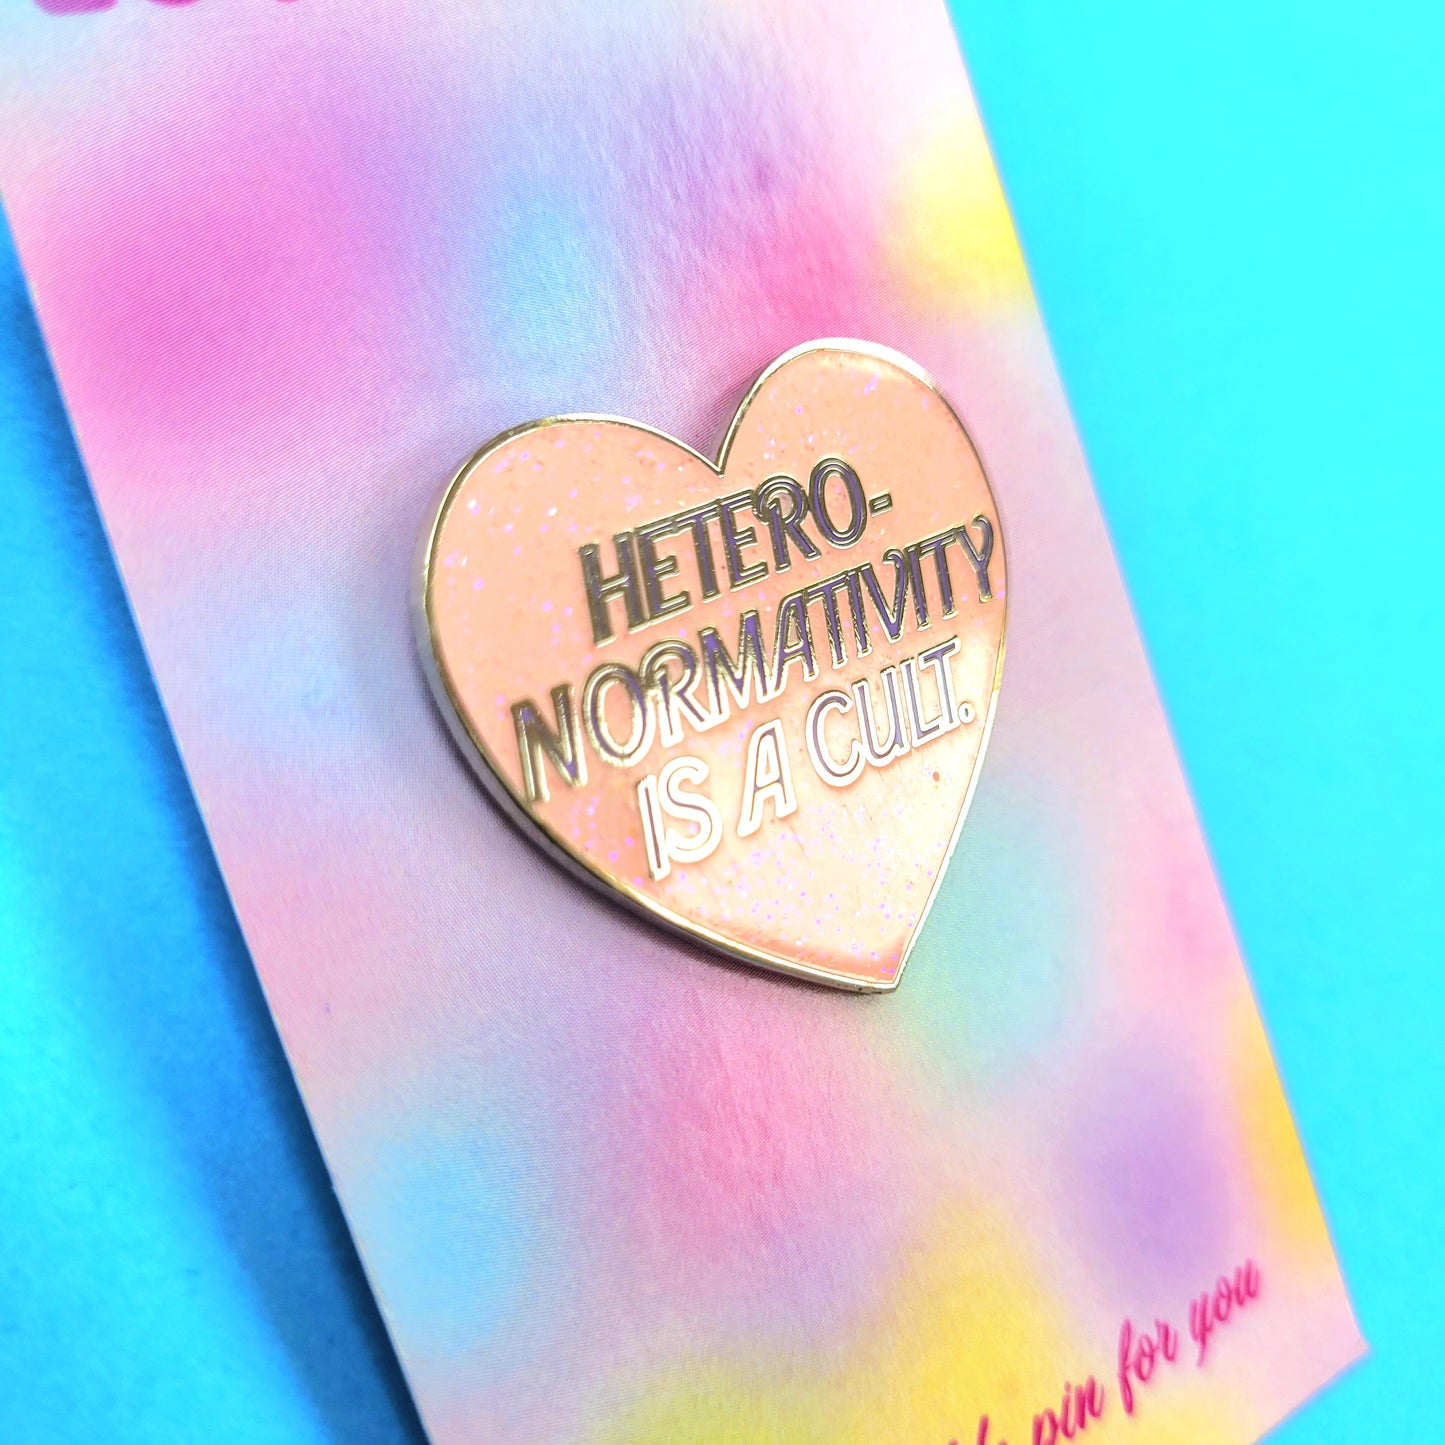 HETERO-
NORMATIVITY
IS A CULT.
pin for you